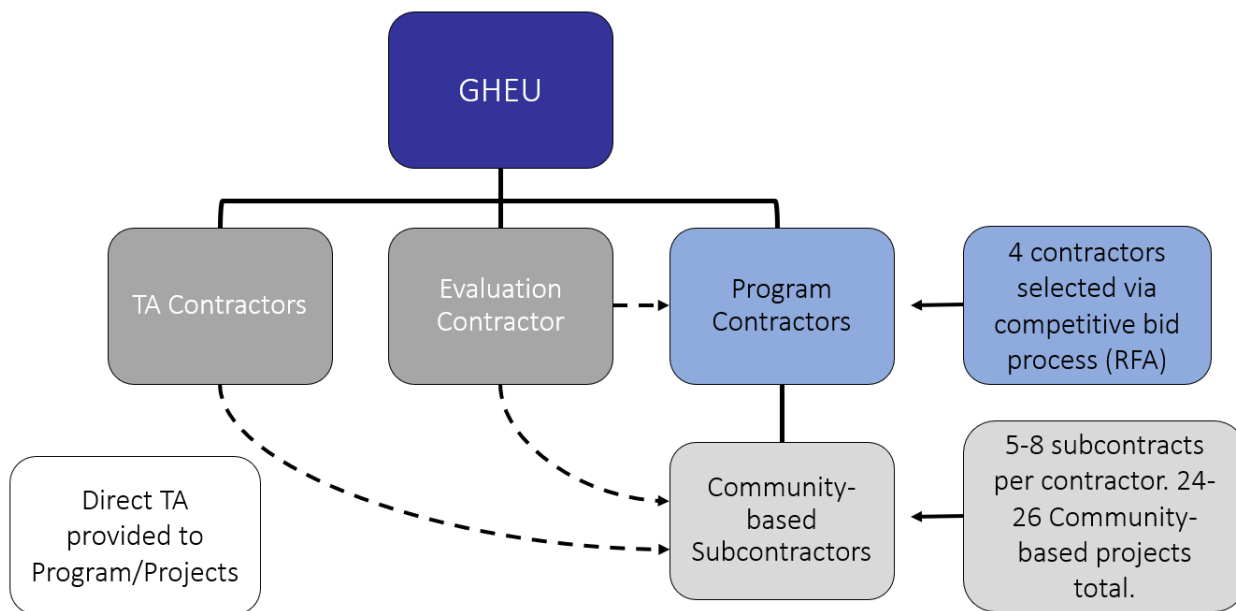 GHEU
TA Contractors
Evaluation
Contractor
Program
Contractors
4 contractors
selected via
competitive bid
process (RFA)
Direct TA
provided to
Program/Projects
Community-
based
Subcontractors
5-8 subcontracts
per contractor. 24-
26 Community-
based projects
total.